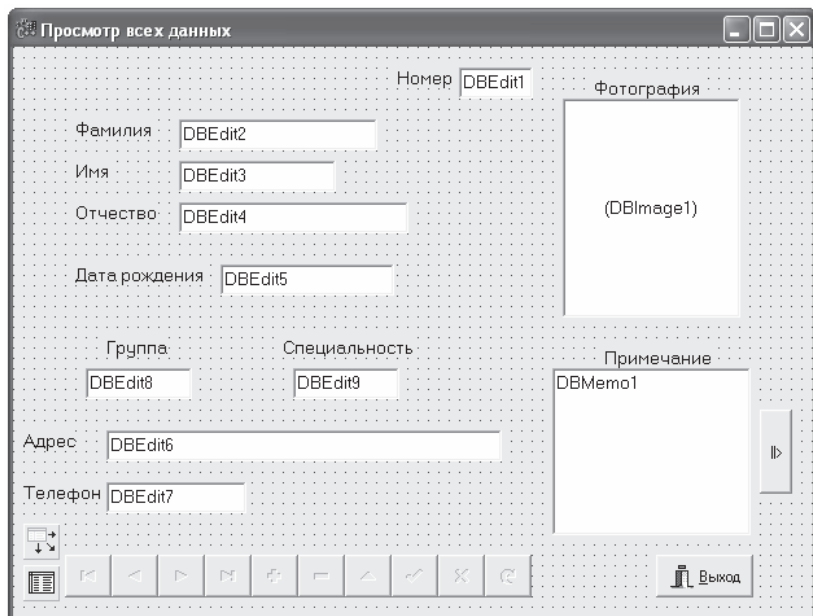 Просмотр всех данных
Номер DBEdit1
Фотография
Фамилия DBEdit2
Имя DBEdit3
Отчество DBEdit4
(DBImage1)
Дата рождения DBEdit5
Группа Специальность
Примечание
DBEdit8 DBEdit9
DBMemo1
Адрес DBEdit6
Телефон DBEdit7
Выход